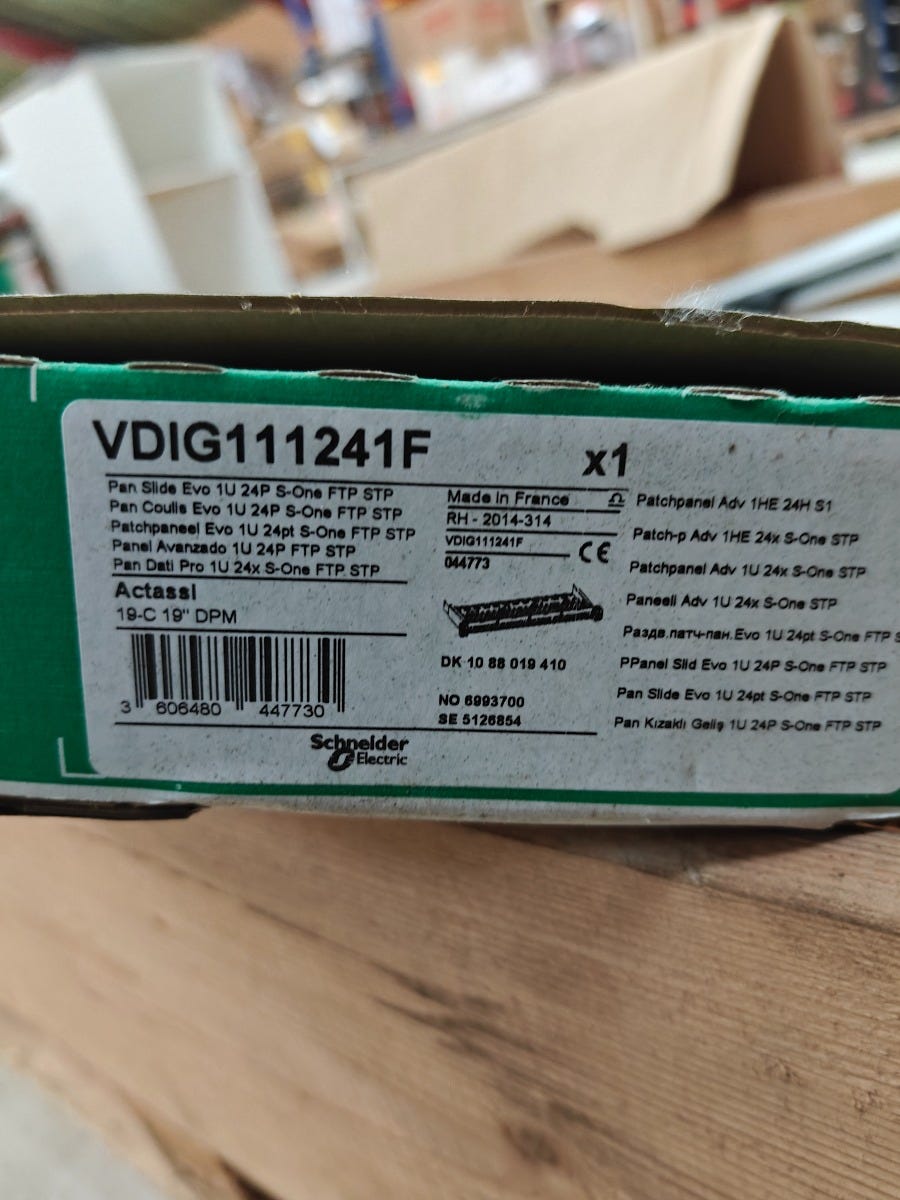 VDIG111241F
x1
Pan Slide Evo 1U 24P S-One FTP STP
Pan Coulis Evo 1U 24P S-One FTP STP
Patchpaneel Evo 1U 24pt S-One FTP STP
Panel Avanzado 1U 24P FTP STP
Pan Dati Pro 1U 24x S-One FTP STP
Actassi
19-C 19" DPM
3 606480 447730
Schneider
Electric
Made in France
RH - 2014-314
VDIG111241F
044773
CE
DK 10 88 019 410
NO 6993700
SE 5126854
Patchpanel Adv 1HE 24H S1
Patch-p Adv 1HE 24x S-One STP
Patchpanel Adv 1U 24x S-One STP
Paneeli Adv 1U 24x S-One STP
Раздв.патч-пан.Evo 1U 24pt S-One FTP S
PPanel Slid Evo 1U 24P S-One FTP STP
Pan Slide Evo 1U 24pt S-One FTP STP
Pan Kızaklı Geliş 1U 24P S-One FTP STP